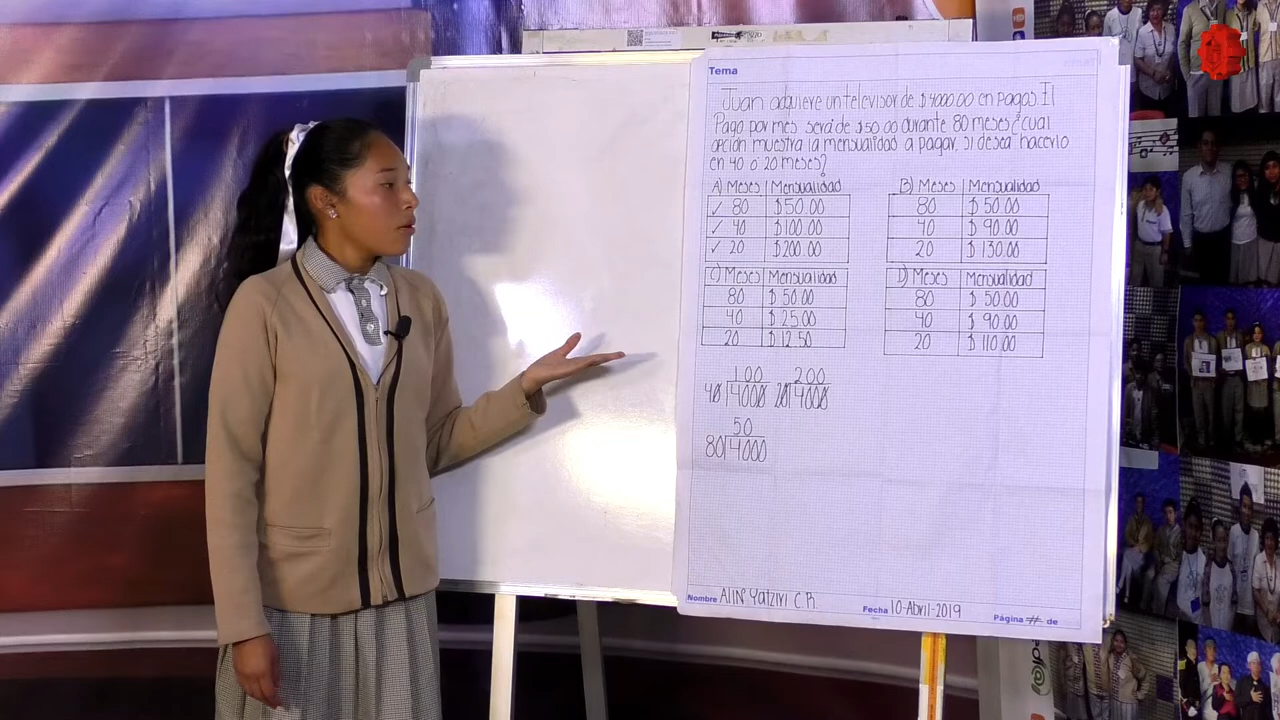 Tema
Juan adquiere un televisor de $4000.00 en pagos. El
Pago por mes será de $50.00 durante 80 meses ¿cual
opción muestra la mensualidad a pagar, si desea hacerlo
en 40 o 20 meses?
A) Meses Mensualidad
✓ 80 $50.00
✓ 40 $100.00
✓ 20 $200.00
B) Meses Mensualidad
80 $50.00
40 $90.00
20 $130.00
C) Meses Mensualidad
80 $50.00
40 $25.00
20 $12.50
D) Meses Mensualidad
80 $50.00
40 $90.00
20 $110.00
100
40 4000
200
20 4000
50
80 4000
Nombre Alin Yatziri C.R.
Fecha 10-Abril-2019
Página # de